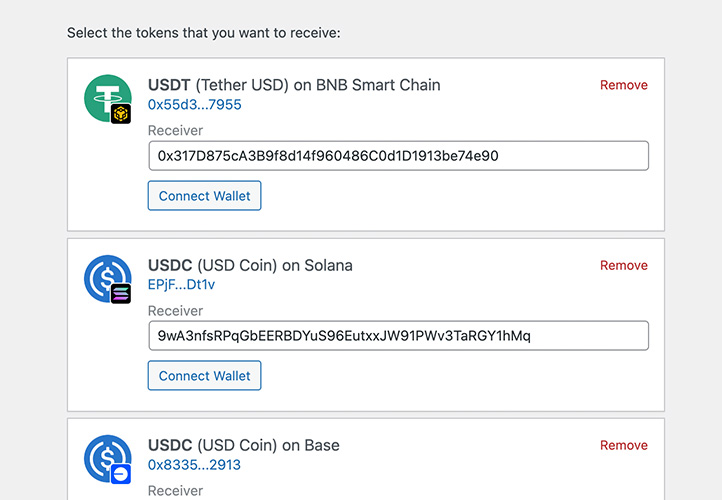 Select the tokens that you want to receive:
USDT (Tether USD) on BNB Smart Chain
Remove
0x55d3...7955
Receiver
0x317D875cA3B9f8d14f960486C0d1D1913be74e90
Connect Wallet
USDC (USD Coin) on Solana
Remove
EPjF...Dt1v
Receiver
9wA3nfsRPqGbEERBDYuS96EutxxJW91PWv3TaRGY1hMq
Connect Wallet
USDC (USD Coin) on Base
Remove
0x8335...2913
Receiver